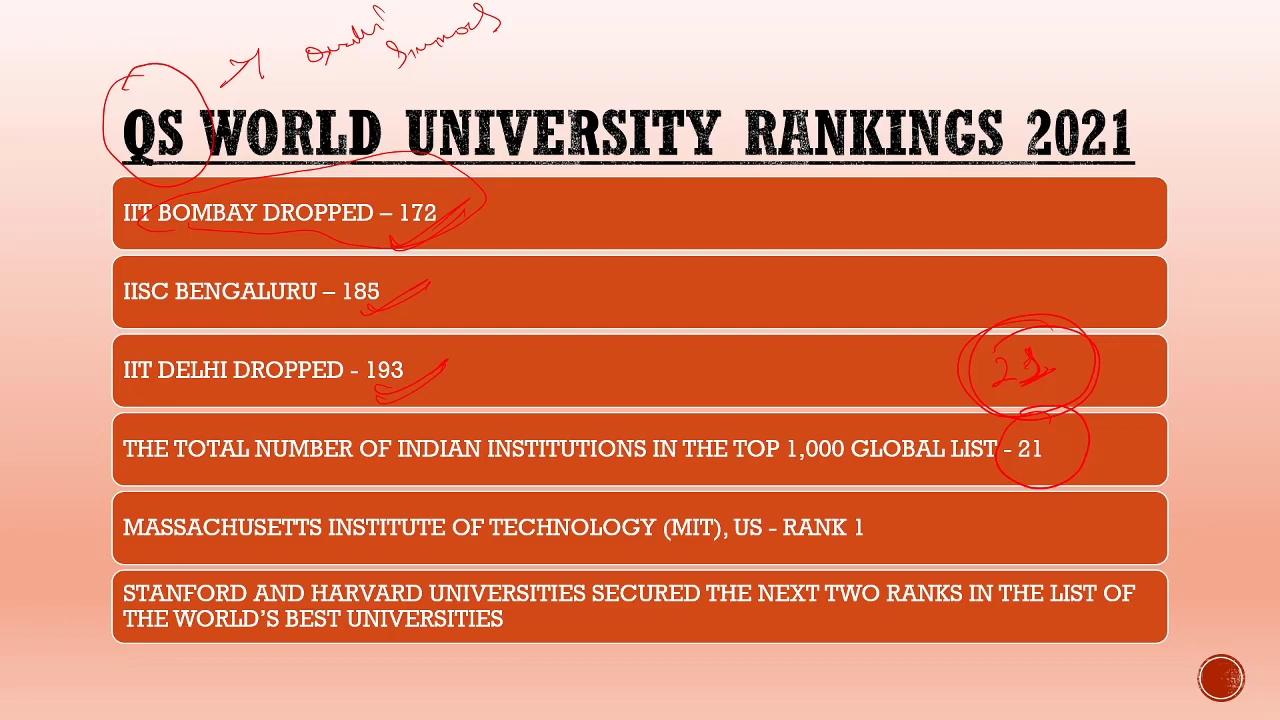 QS WORLD UNIVERSITY RANKINGS 2021
IIT BOMBAY DROPPED – 172
IISC BENGALURU – 185
IIT DELHI DROPPED - 193
21
THE TOTAL NUMBER OF INDIAN INSTITUTIONS IN THE TOP 1,000 GLOBAL LIST - 21
MASSACHUSETTS INSTITUTE OF TECHNOLOGY (MIT), US - RANK 1
STANFORD AND HARVARD UNIVERSITIES SECURED THE NEXT TWO RANKS IN THE LIST OF
THE WORLD'S BEST UNIVERSITIES